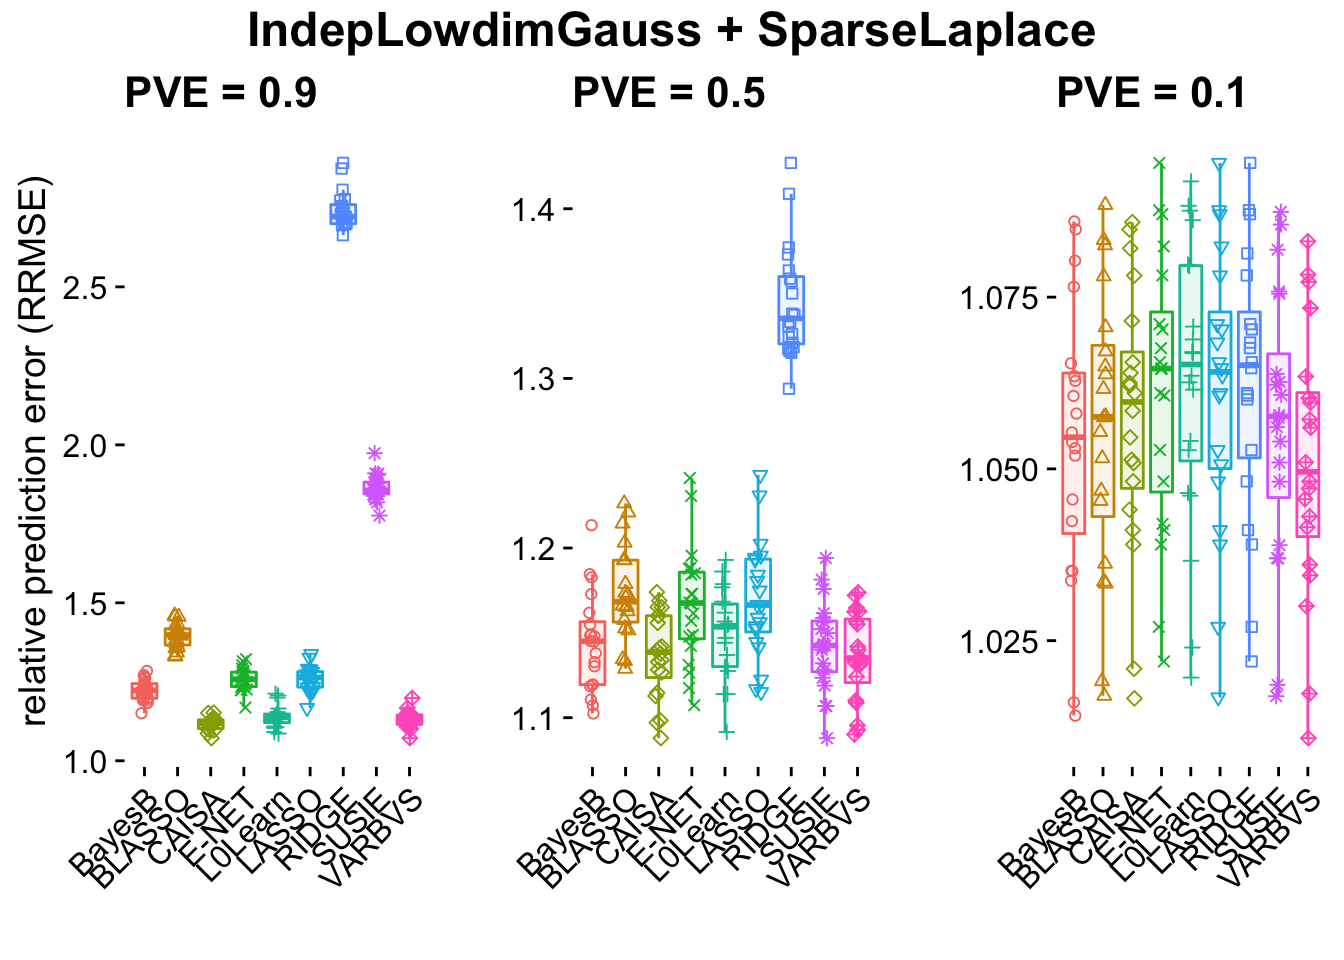 IndepLowdimGauss + SparseLaplace
PVE = 0.9
PVE = 0.5
PVE = 0.1
relative prediction error (RRMSE)
2.5
2.0
1.5
1.0
BayesB
BLASSO
CAISA
E-NET
L0Learn
LASSO
RIDGE
SUSIE
VARBVS
1.4
1.3
1.2
1.1
BayesB
BLASSO
CAISA
E-NET
L0Learn
LASSO
RIDGE
SUSIE
VARBVS
1.075
1.050
1.025
BayesB
BLASSO
CAISA
E-NET
L0Learn
LASSO
RIDGE
SUSIE
VARBVS